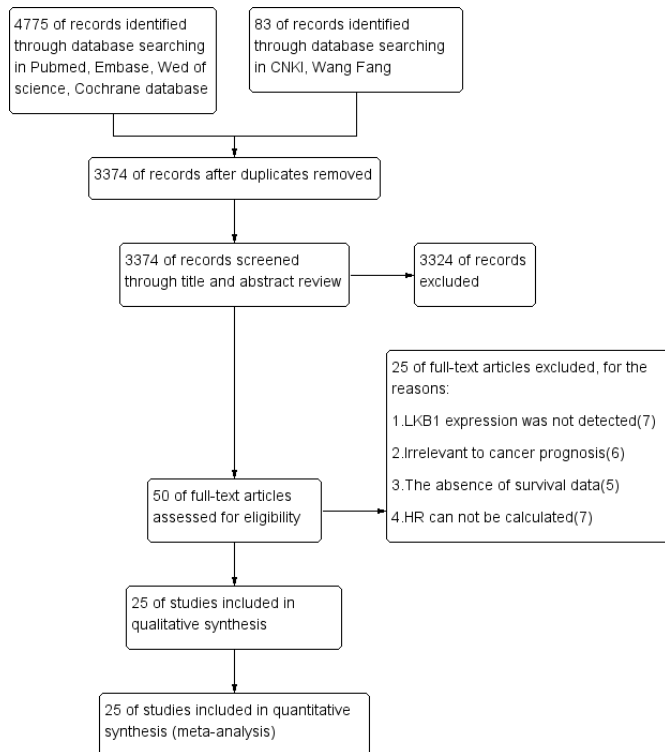 4775 of records identified
through database searching
in Pubmed, Embase, Wed of
science, Cochrane database
83 of records identified
through database searching
in CNKI, Wang Fang
3374 of records after duplicates removed
3374 of records screened
through title and abstract review
3324 of records
excluded
25 of full-text articles excluded, for the
reasons:
1.LKB1 expression was not detected(7)
2.Irrelevant to cancer prognosis(6)
3.The absence of survival data(5)
4.HR can not be calculated(7)
50 of full-text articles
assessed for eligibility
25 of studies included in
qualitative synthesis
25 of studies included in quantitative
synthesis (meta-analysis)